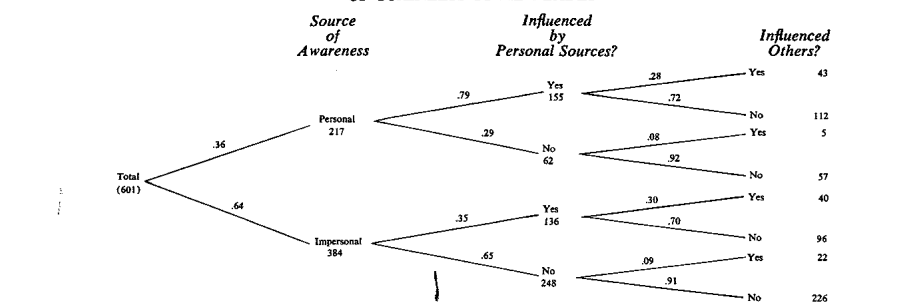 Source
of
Awareness
Influenced
by
Personal Sources?
Influenced
Others?
Total
(601)
.36
.64
Personal
217
Impersonal
384
.79
.29
.35
.65
Yes
155
No
62
Yes
136
No
248
.28
.72
.08
.92
.30
.70
.09
.91
Yes 43
No 112
Yes 5
No 57
Yes 40
No 96
Yes 22
No 226